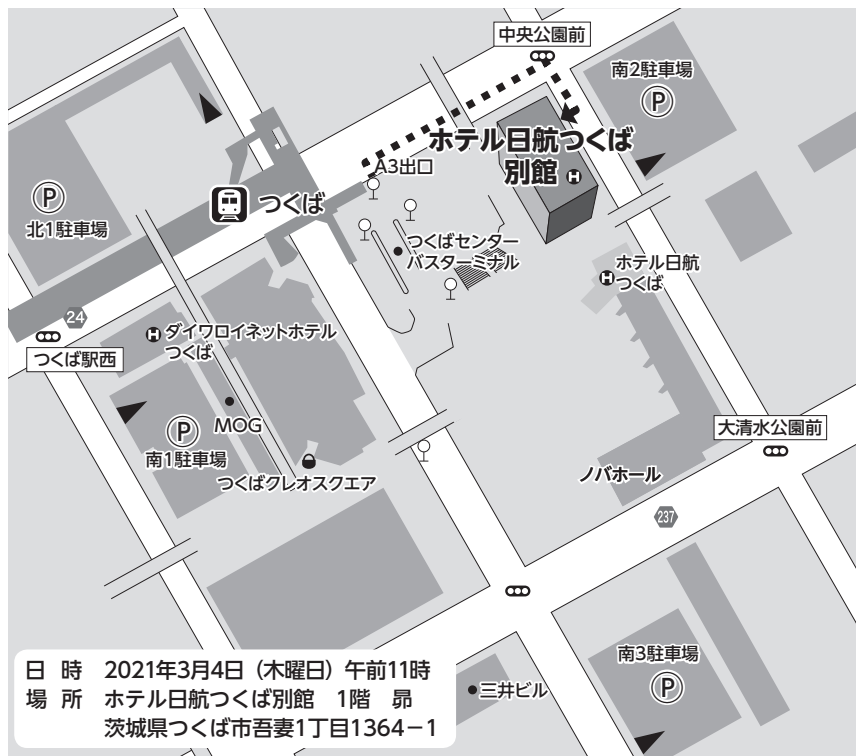 中央公園前
南2駐車場
P
ホテル日航つくば
別館
H
A3出口
つくば
P
北1駐車場
つくばセンター
バスターミナル
H
ホテル日航
つくば
24
つくば駅西
H
ダイワロイネットホテル
つくば
MOG
P
南1駐車場
つくばクレオスクエア
大清水公園前
ノバホール
237
南3駐車場
P
三井ビル
日 時 2021年3月4日(木曜日)午前11時
場 所 ホテル日航つくば別館 1階 昴
茨城県つくば市吾妻1丁目1364-1